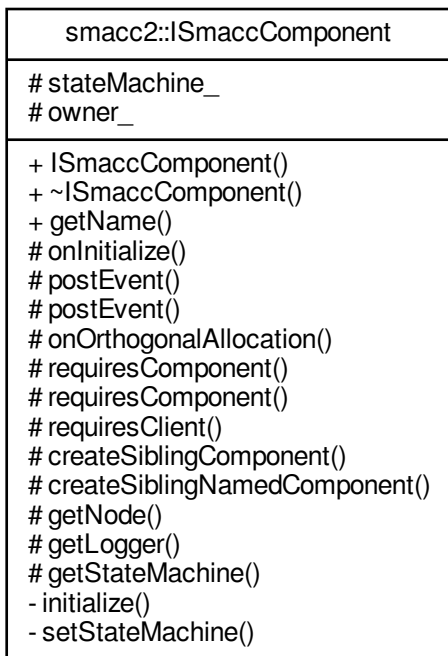 smacc2::ISmaccComponent
# stateMachine_
# owner_
+ ISmaccComponent()
+ ~ISmaccComponent()
+ getName()
# onInitialize()
# postEvent()
# postEvent()
# onOrthogonalAllocation()
# requiresComponent()
# requiresComponent()
# requiresClient()
# createSiblingComponent()
# createSiblingNamedComponent()
# getNode()
# getLogger()
# getStateMachine()
- initialize()
- setStateMachine()